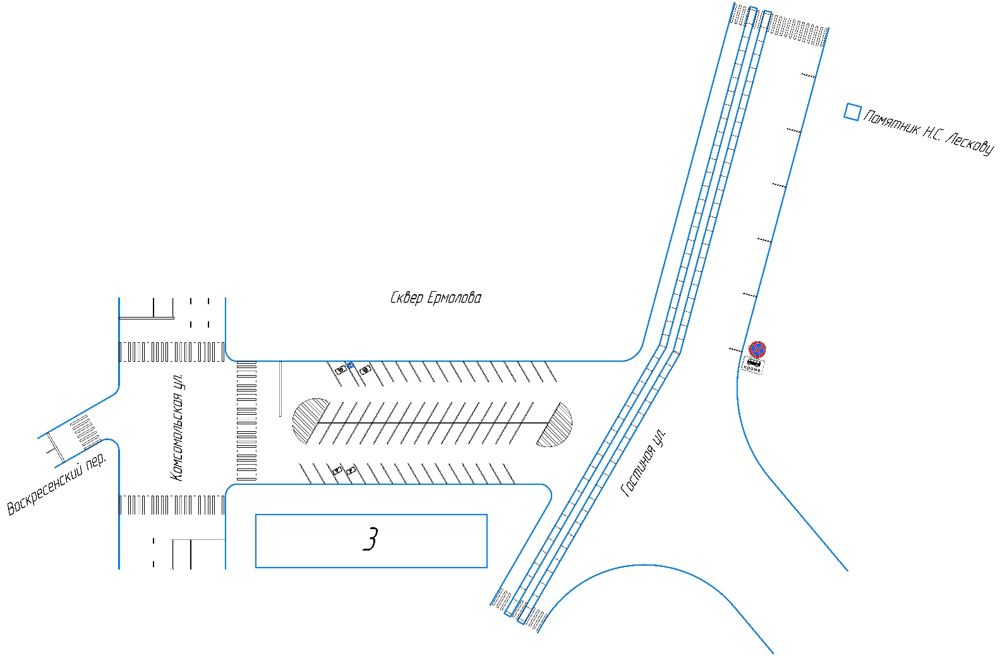 Памятник Н.С. Лескову
Сквер Ермолова
кроме
Комсомольская ул.
Гостиная ул.
Воскресенский пер.
3